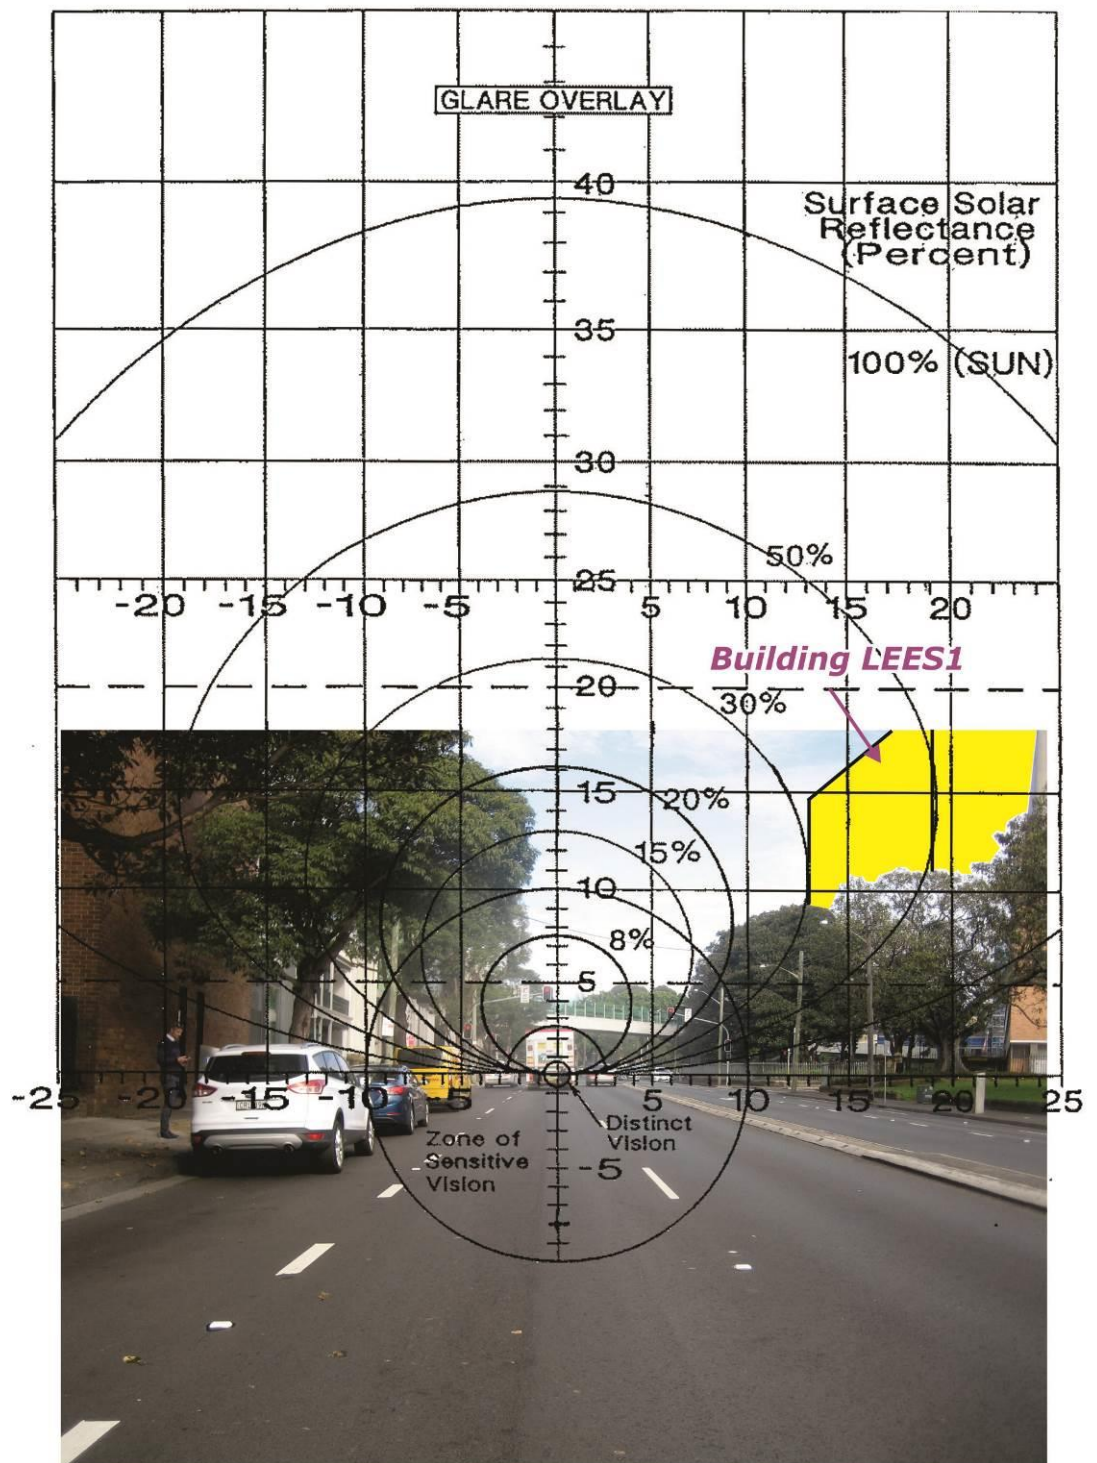 GLARE OVERLAY
40
Surface Solar
Reflectance
(Percent)
35
100% (SUN)
30
50%
25
-20 -15 -10 -5 5 10 15 20
Building LEES1
20
30%
15
20%
15%
10
8%
5
-25 -20 -15 -10 -5 5 10 15 20 25
Distinct
Vision
Zone of
Sensitive
Vision
-5